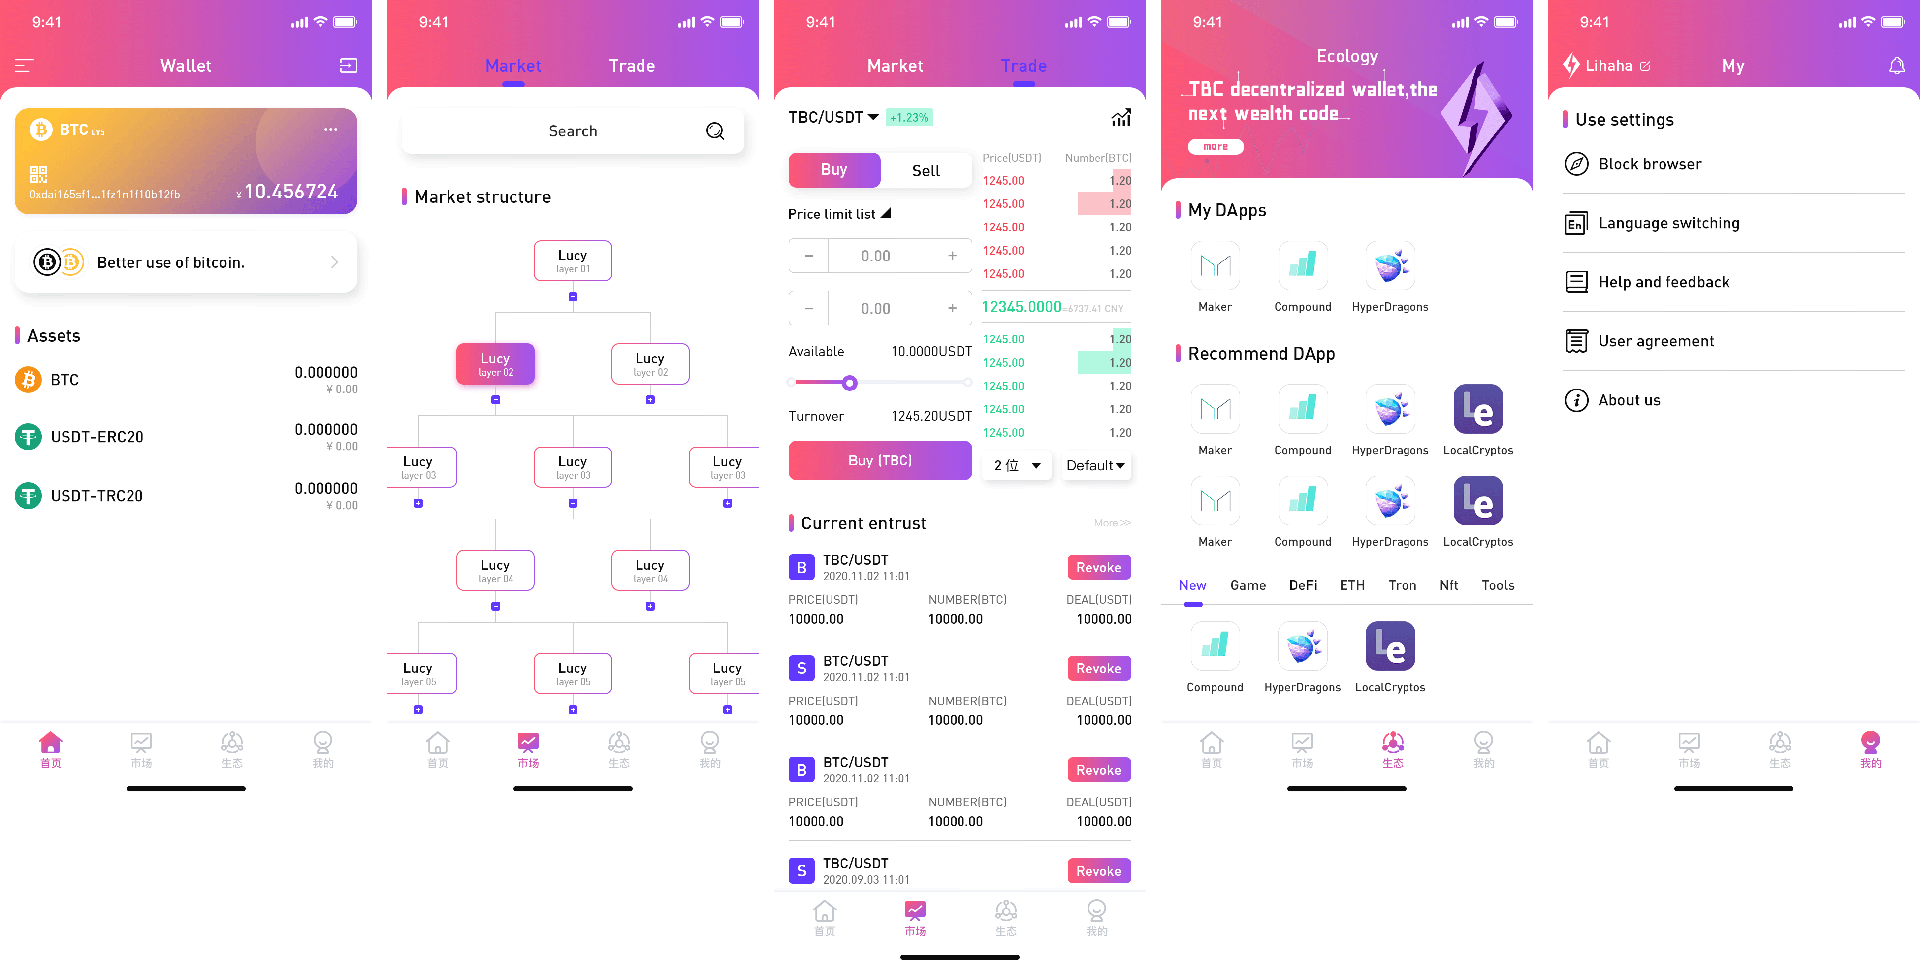 9:41
Wallet
BTC LV5
0xdai165sf1...1fz1n1f10b12fb
¥ 10.456724
Better use of bitcoin.
Assets
BTC 0.000000
¥ 0.00
USDT-ERC20 0.000000
¥ 0.00
USDT-TRC20 0.000000
¥ 0.00
首页 市场 生态 我的
9:41
Market Trade
Search
Market structure
Lucy
layer 01
Lucy Lucy
layer 02 layer 02
Lucy Lucy Lucy
layer 03 layer 03 layer 03
Lucy Lucy
layer 04 layer 04
Lucy Lucy Lucy
layer 05 layer 05 layer 05
首页 市场 生态 我的
9:41
Market Trade
TBC/USDT +1.23%
Buy Sell
Price limit list
− 0.00 +
− 0.00 +
Available 10.0000USDT
Turnover 1245.20USDT
Buy (TBC)
Price(USDT) Number(BTC)
1245.00 1.20
1245.00 1.20
1245.00 1.20
1245.00 1.20
1245.00 1.20
12345.0000 ≈6737.41 CNY
1245.00 1.20
1245.00 1.20
1245.00 1.20
1245.00 1.20
1245.00 1.20
2 位 Default
Current entrust More >>
B TBC/USDT Revoke
2020.11.02 11:01
PRICE(USDT) NUMBER(BTC) DEAL(USDT)
10000.00 10000.00 10000.00
S BTC/USDT Revoke
2020.11.02 11:01
PRICE(USDT) NUMBER(BTC) DEAL(USDT)
10000.00 10000.00 10000.00
B BTC/USDT Revoke
2020.11.02 11:01
PRICE(USDT) NUMBER(BTC) DEAL(USDT)
10000.00 10000.00 10000.00
S TBC/USDT Revoke
2020.09.03 11:01
首页 市场 生态 我的
9:41
Ecology
TBC decentralized wallet,the
next wealth code
more
My DApps
Maker Compound HyperDragons
Recommend DApp
Le
Maker Compound HyperDragons LocalCryptos
Le
Maker Compound HyperDragons LocalCryptos
New Game DeFi ETH Tron Nft Tools
Le
Compound HyperDragons LocalCryptos
首页 市场 生态 我的
9:41
Lihaha My
Use settings
Block browser
En Language switching
Help and feedback
User agreement
About us
首页 市场 生态 我的